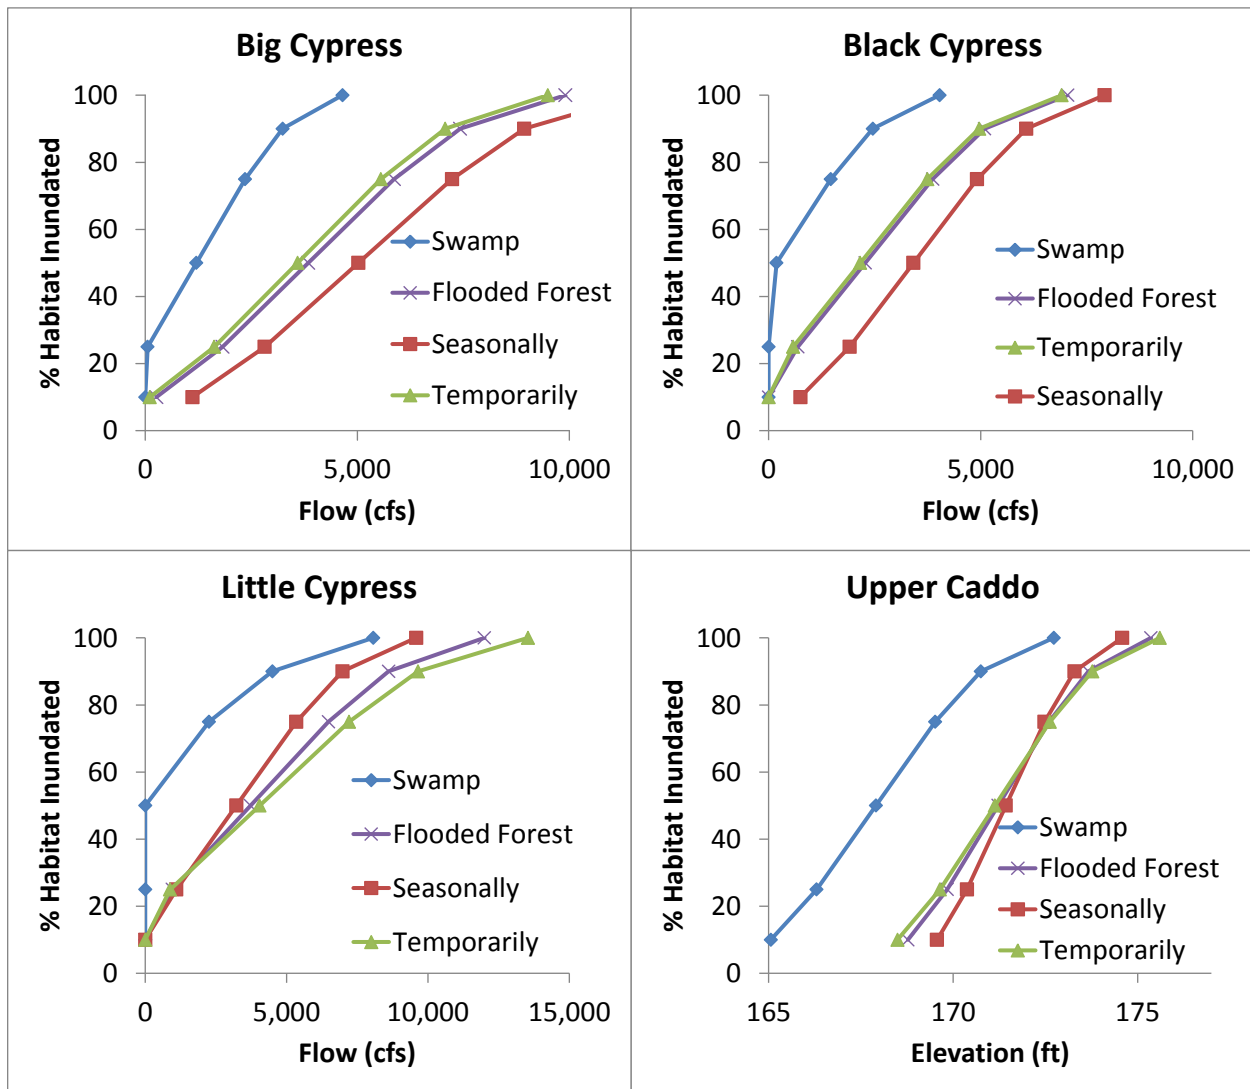 Big Cypress
% Habitat Inundated
100
80
60
40
20
0
Swamp
Flooded Forest
Seasonally
Temporarily
0 5,000 10,000
Flow (cfs)
Black Cypress
% Habitat Inundated
100
80
60
40
20
0
Swamp
Flooded Forest
Temporarily
Seasonally
0 5,000 10,000
Flow (cfs)
Little Cypress
% Habitat Inundated
100
80
60
40
20
0
Swamp
Flooded Forest
Seasonally
Temporarily
0 5,000 10,000 15,000
Flow (cfs)
Upper Caddo
% Habitat Inundated
100
80
60
40
20
0
Swamp
Flooded Forest
Seasonally
Temporarily
165 170 175
Elevation (ft)